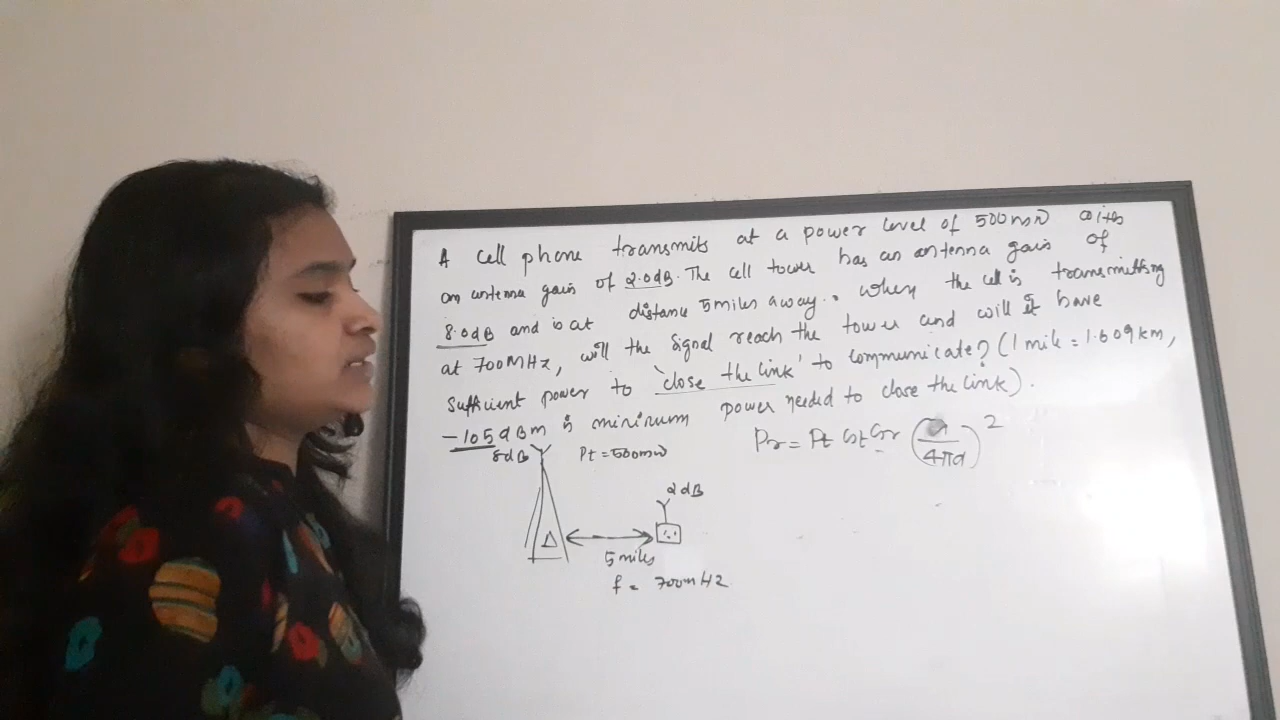 A cell phone transmits at a power level of 500mW with
an antenna gain of 2.0dB. The cell tower has an antenna gain of
8.0dB and is at distance 5miles away. When the cell is transmitting
at 700MHz, will the signal reach the tower and will it have
sufficient power to 'close the link' to communicate? (1 mile = 1.609km,
-105dBm is minimum power needed to close the link).
8dB Pt = 500mW Pr = Pt Gt Gr (λ/4πd)²
2dB
5 miles
f = 700mHz